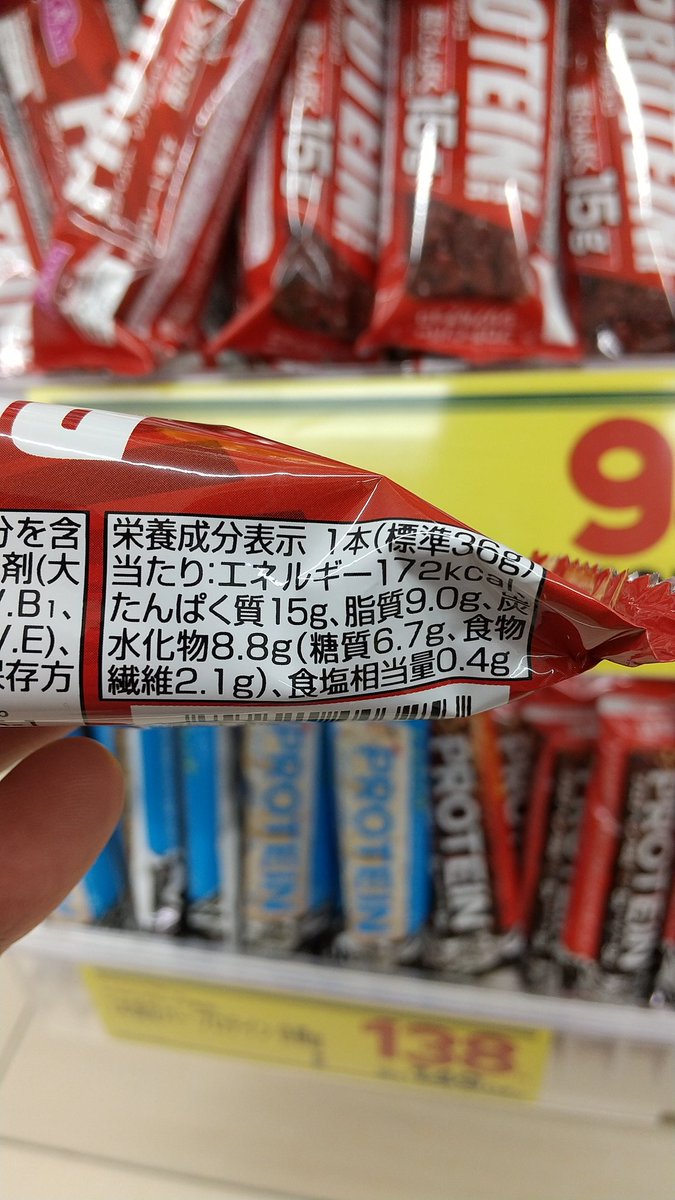 PROTEIN
15g
15g
15g
9
分を含
剤(大
V.B1、
V.E)、
保存方
栄養成分表示 1本(標準36g)
当たり:エネルギー172kcal、
たんぱく質15g、脂質9.0g、炭
水化物8.8g(糖質6.7g、食物
繊維2.1g)、食塩相当量0.4g
PROTEIN
PROTEIN
PROTEIN
PROTEIN
138